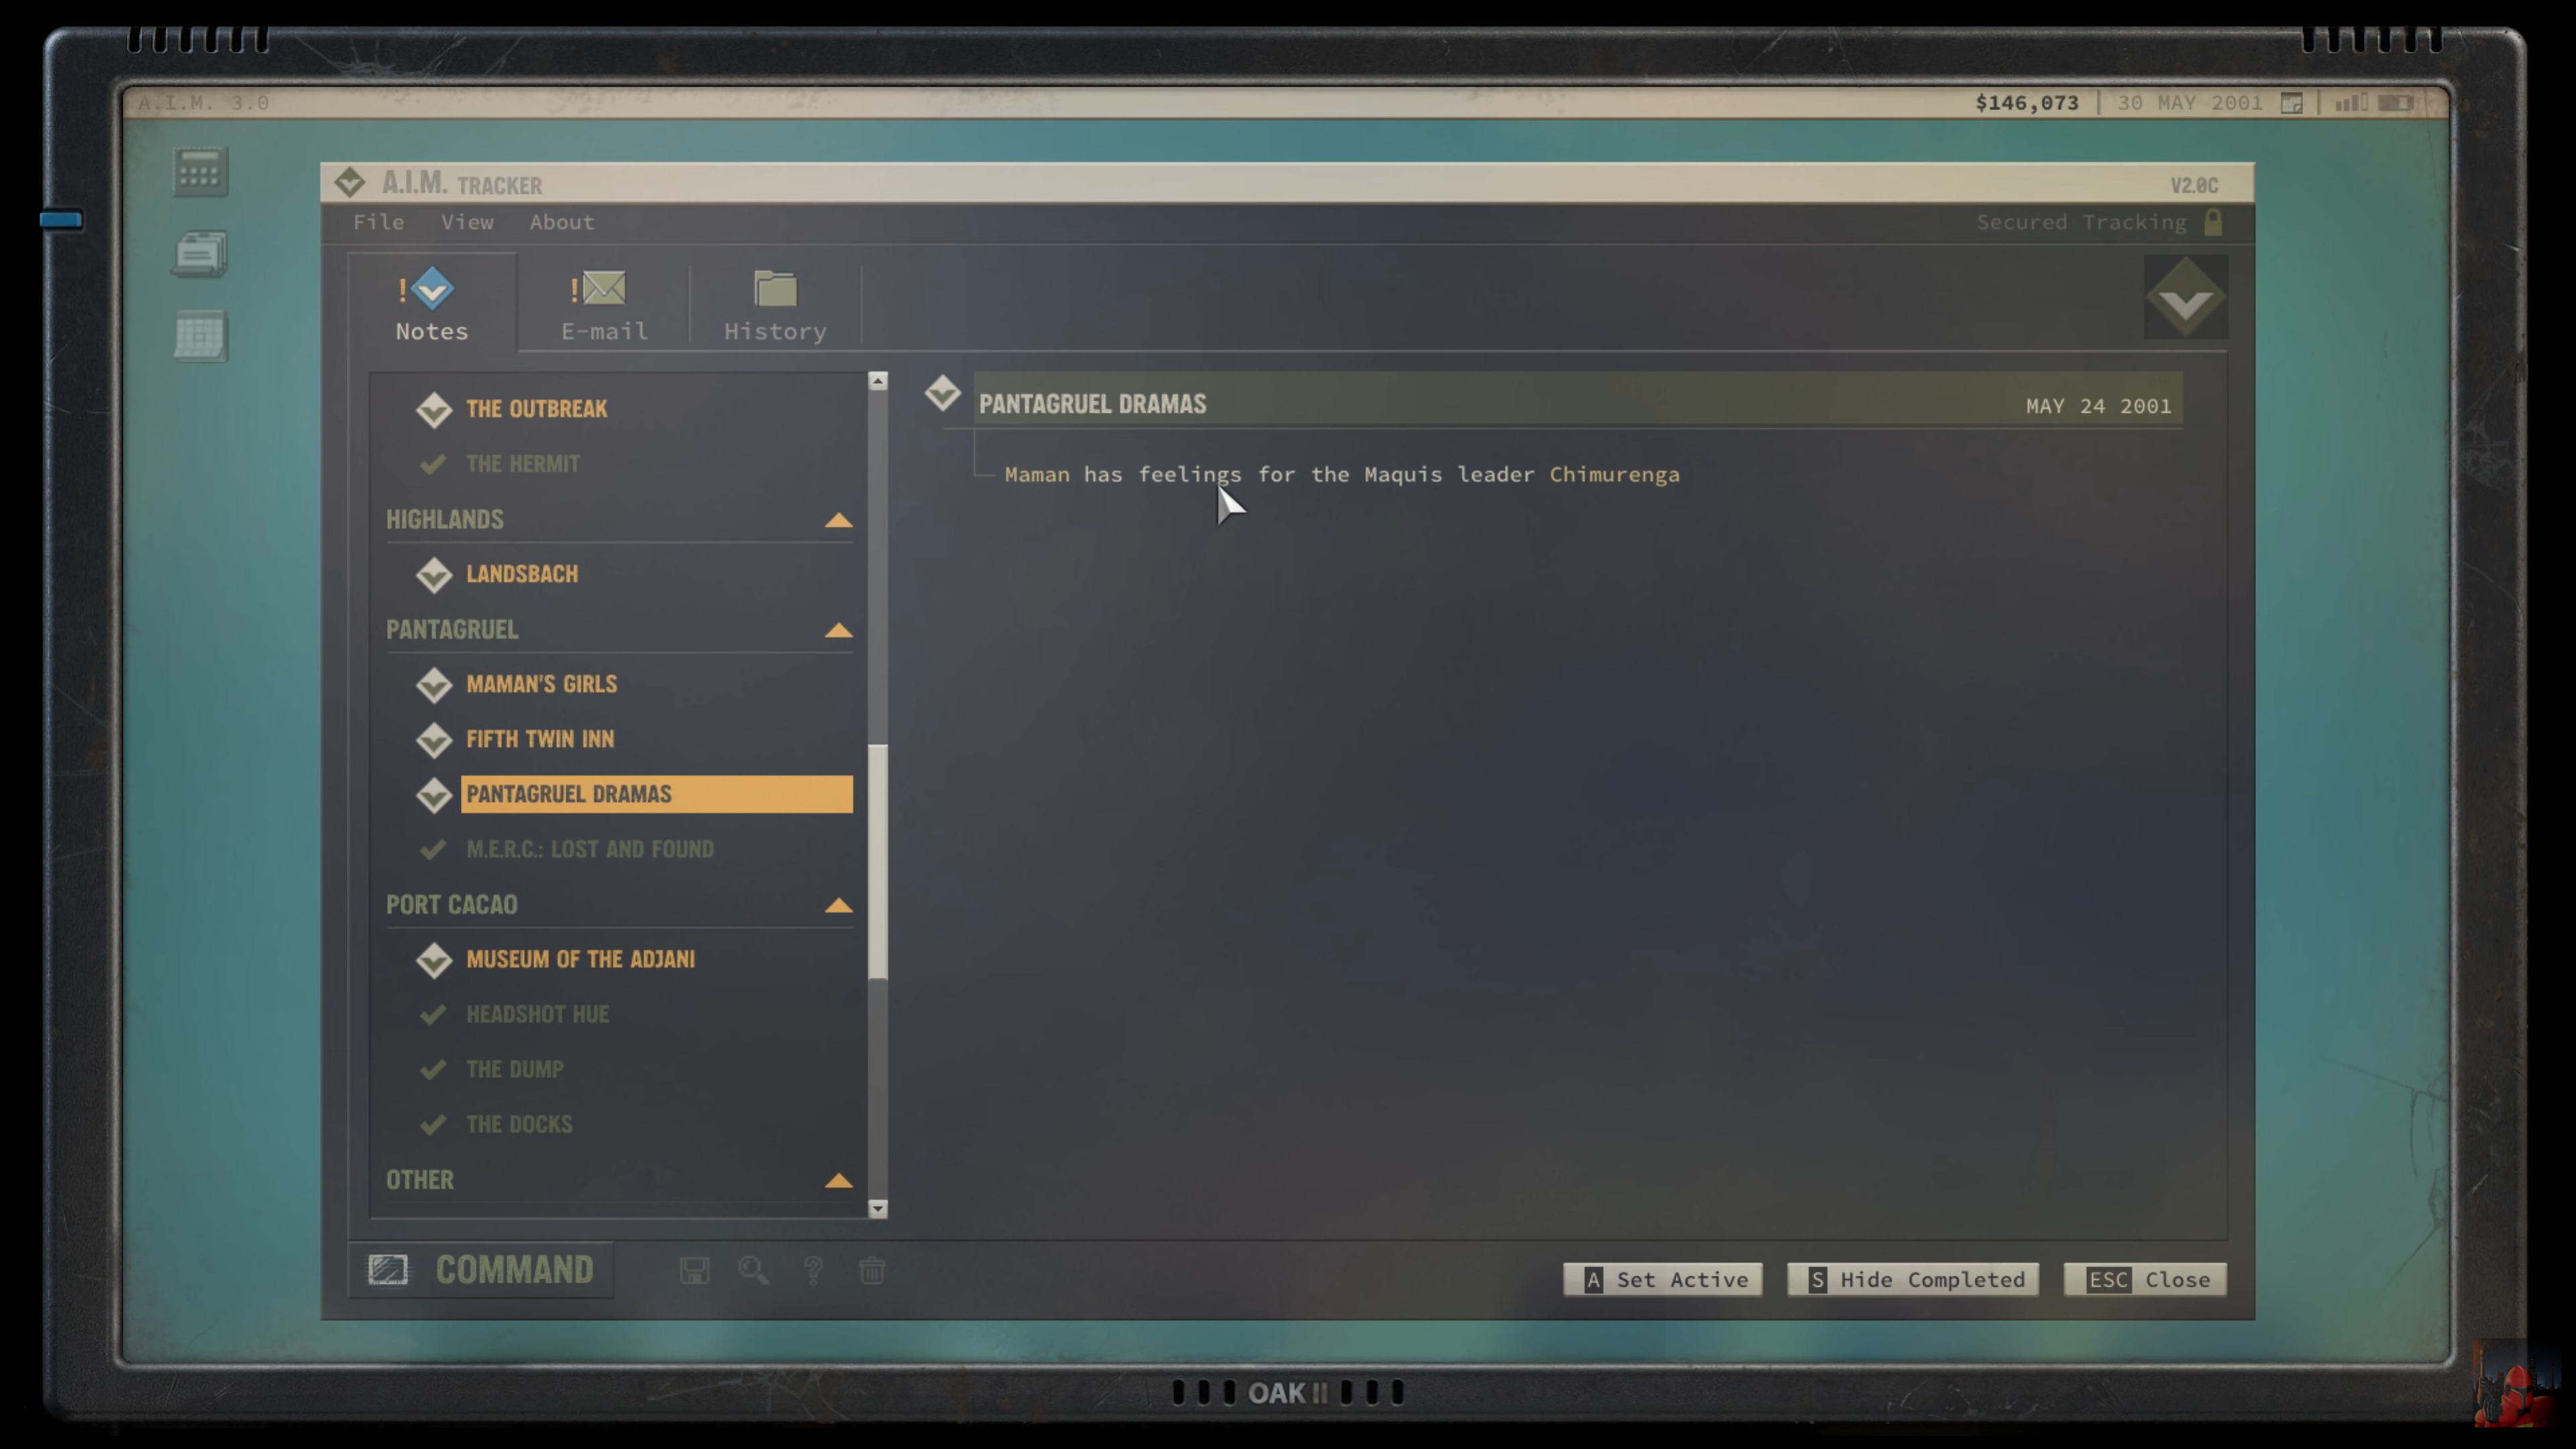 A.I.M. 3.0
$146,073 | 30 MAY 2001
A.I.M. TRACKER
V2.0C
File View About
Secured Tracking
! Notes
! E-mail
History
THE OUTBREAK
THE HERMIT
HIGHLANDS
LANDSBACH
PANTAGRUEL
MAMAN'S GIRLS
FIFTH TWIN INN
PANTAGRUEL DRAMAS
M.E.R.C.: LOST AND FOUND
PORT CACAO
MUSEUM OF THE ADJANI
HEADSHOT HUE
THE DUMP
THE DOCKS
OTHER
PANTAGRUEL DRAMAS
MAY 24 2001
Maman has feelings for the Maquis leader Chimurenga
COMMAND
?
A Set Active
S Hide Completed
ESC Close
OAK II